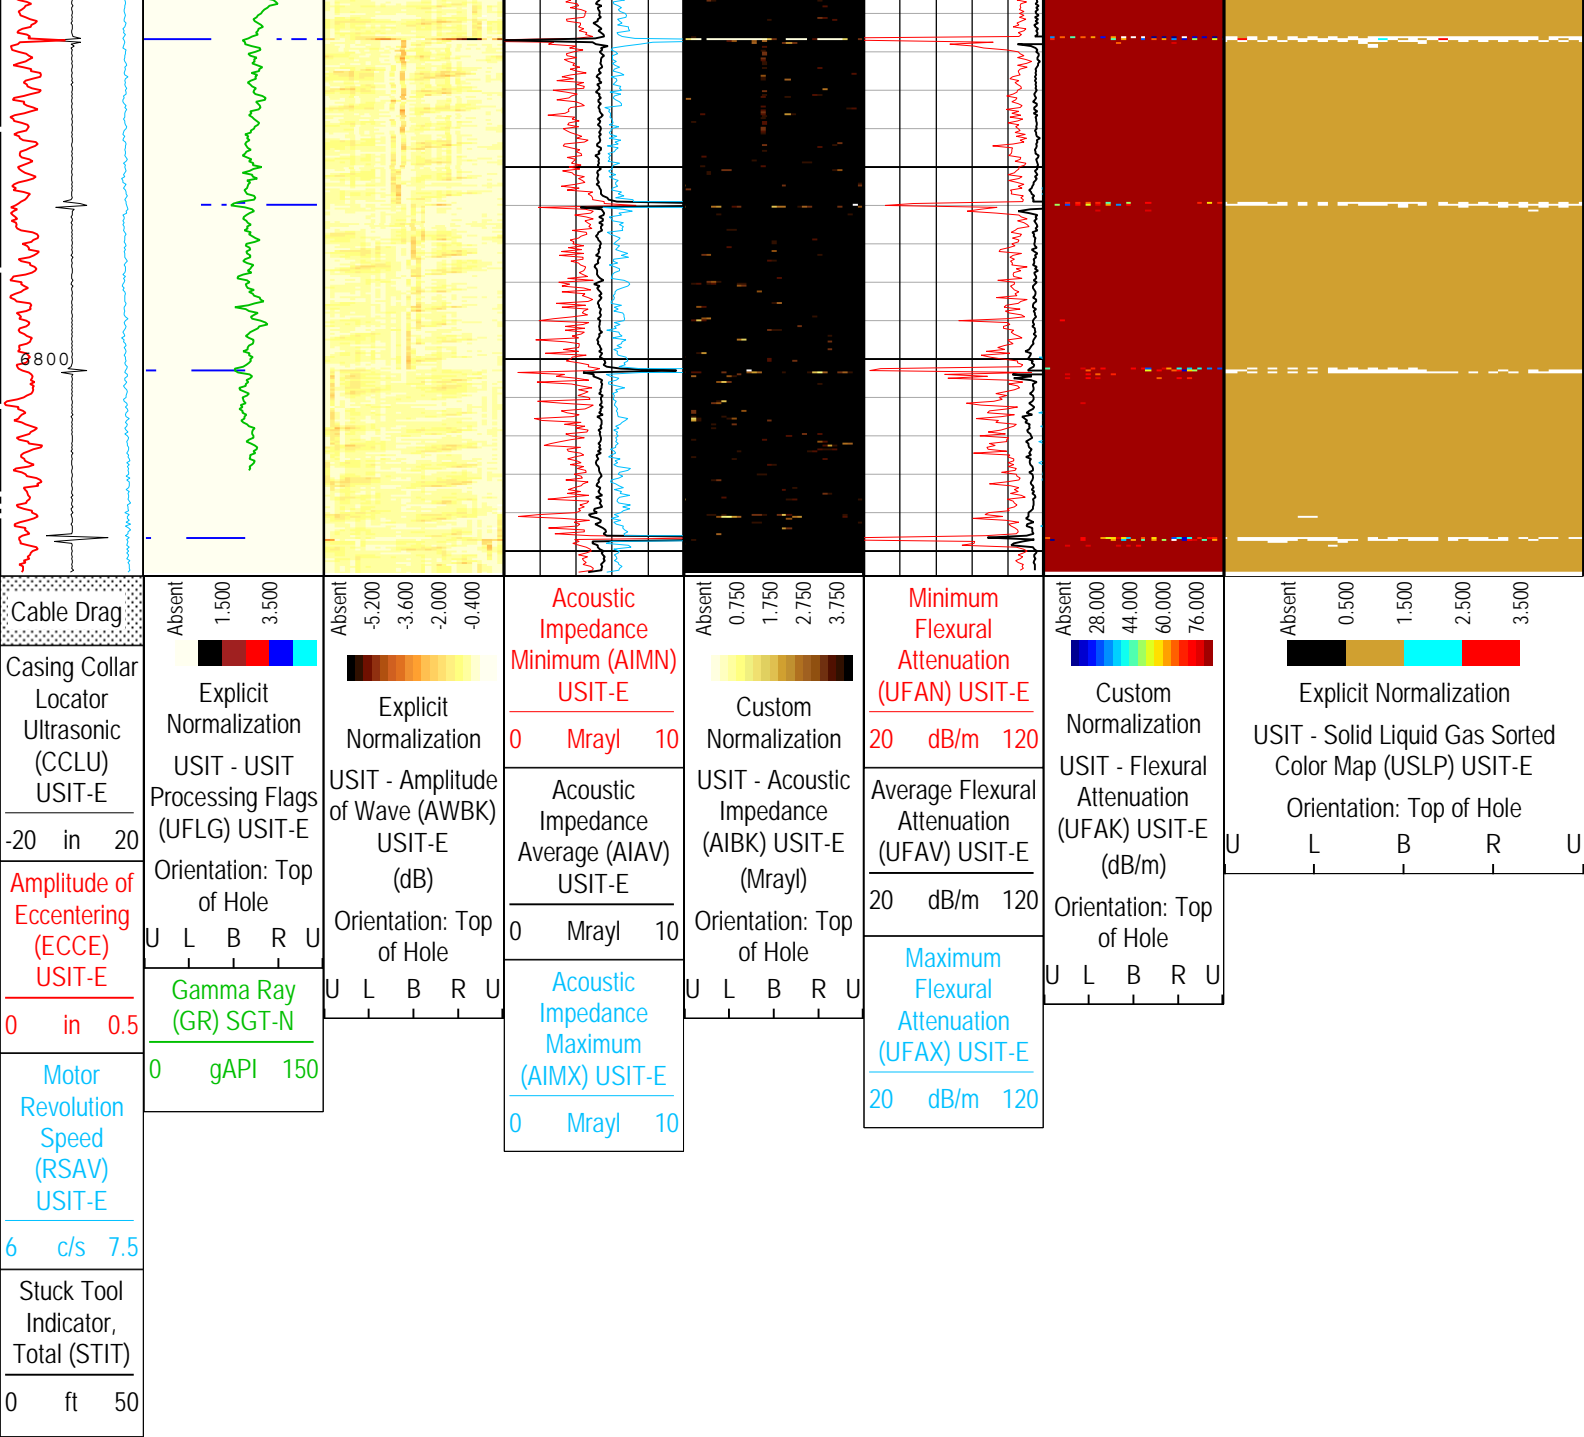 6800
Cable Drag
Casing Collar
Locator
Ultrasonic
(CCLU)
USIT-E
-20 in 20
Amplitude of
Eccentering
(ECCE)
USIT-E
0 in 0.5
Motor
Revolution
Speed
(RSAV)
USIT-E
6 c/s 7.5
Stuck Tool
Indicator,
Total (STIT)
0 ft 50
Absent 1.500 3.500
Explicit
Normalization
USIT - USIT
Processing Flags
(UFLG) USIT-E
Orientation: Top
of Hole
U L B R U
Gamma Ray
(GR) SGT-N
0 gAPI 150
Absent -5.200 -3.600 -2.000 -0.400
Explicit
Normalization
USIT - Amplitude
of Wave (AWBK)
USIT-E
(dB)
Orientation: Top
of Hole
U L B R U
Acoustic
Impedance
Minimum (AIMN)
USIT-E
0 Mrayl 10
Acoustic
Impedance
Average (AIAV)
USIT-E
0 Mrayl 10
Acoustic
Impedance
Maximum
(AIMX) USIT-E
0 Mrayl 10
Absent 0.750 1.750 2.750 3.750
Custom
Normalization
USIT - Acoustic
Impedance
(AIBK) USIT-E
(Mrayl)
Orientation: Top
of Hole
U L B R U
Minimum
Flexural
Attenuation
(UFAN) USIT-E
20 dB/m 120
Average Flexural
Attenuation
(UFAV) USIT-E
20 dB/m 120
Maximum
Flexural
Attenuation
(UFAX) USIT-E
20 dB/m 120
Absent 28.000 44.000 60.000 76.000
Custom
Normalization
USIT - Flexural
Attenuation
(UFAK) USIT-E
(dB/m)
Orientation: Top
of Hole
U L B R U
Absent 0.500 1.500 2.500 3.500
Explicit Normalization
USIT - Solid Liquid Gas Sorted
Color Map (USLP) USIT-E
Orientation: Top of Hole
U L B R U